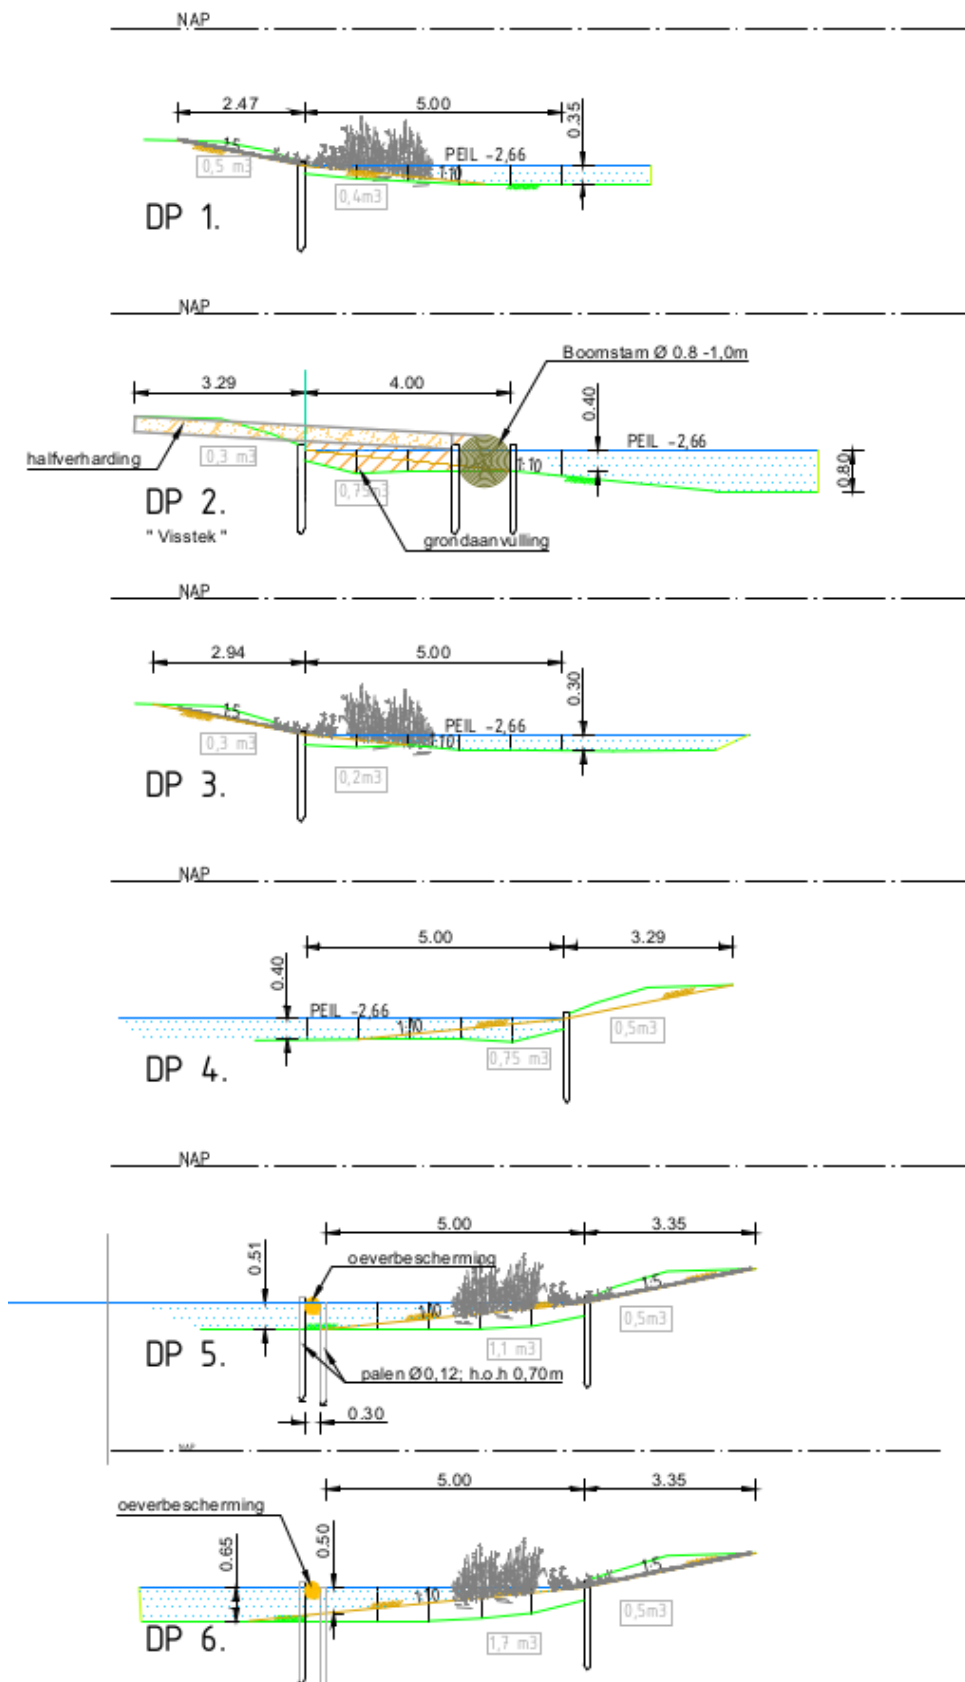 NAP
2.47
5.00
0.35
1:5
PEIL -2,66
0,5 m3
1:10
0,4m3
DP 1.
NAP
Boomstam Ø 0.8 -1,0m
3.29
4.00
0.40
PEIL -2,66
halfverharding
0,3 m3
1:10
0.80
0,75m3
DP 2.
" Visstek "
grondaanvulling
NAP
2.94
5.00
0.30
1:5
PEIL -2,66
0,3 m3
1:10
0,2m3
DP 3.
NAP
5.00
3.29
0.40
PEIL -2,66
1:10
0,5m3
0,75 m3
DP 4.
NAP
5.00
3.35
0.51
oeverbescherming
1:5
1:10
0,5m3
1,1 m3
DP 5.
palen Ø0,12; h.o.h 0,70m
0.30
NAP
5.00
3.35
oeverbescherming
0.65
0.50
1:5
1:10
0,5m3
1,7 m3
DP 6.